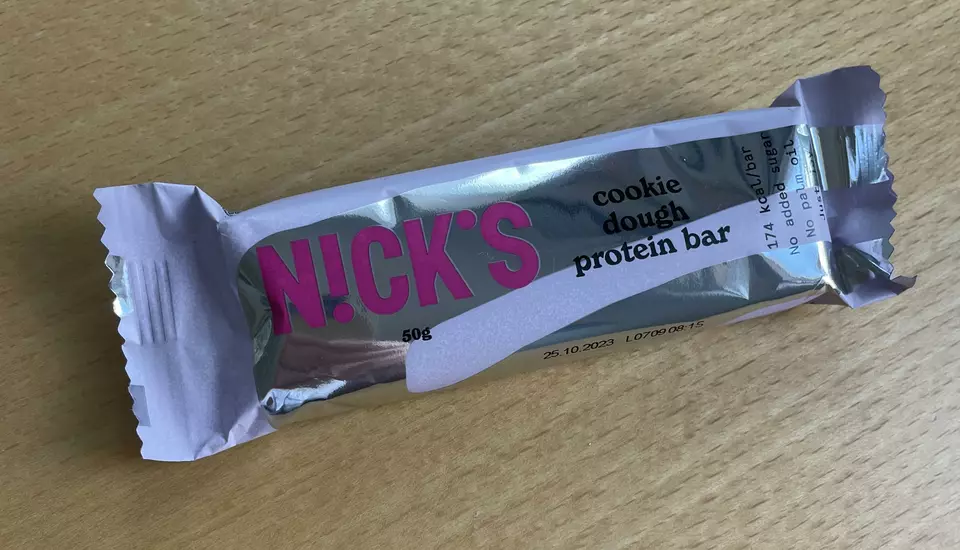 N!CK'S
50g
cookie
dough
protein bar
174 kcal/bar
No added sugar
No palm oil
25.10.2023 L0709 08:15